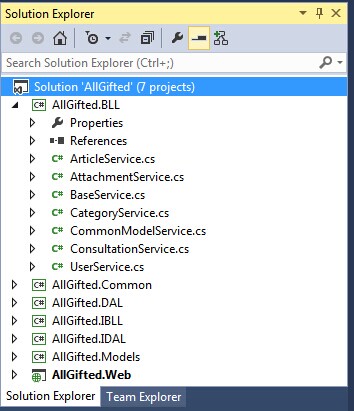 Solution Explorer
Search Solution Explorer (Ctrl+;)
Solution 'AllGifted' (7 projects)
C# AllGifted.BLL
Properties
References
C# ArticleService.cs
C# AttachmentService.cs
C# BaseService.cs
C# CategoryService.cs
C# CommonModelService.cs
C# ConsultationService.cs
C# UserService.cs
C# AllGifted.Common
C# AllGifted.DAL
C# AllGifted.IBLL
C# AllGifted.IDAL
C# AllGifted.Models
AllGifted.Web
Solution Explorer Team Explorer